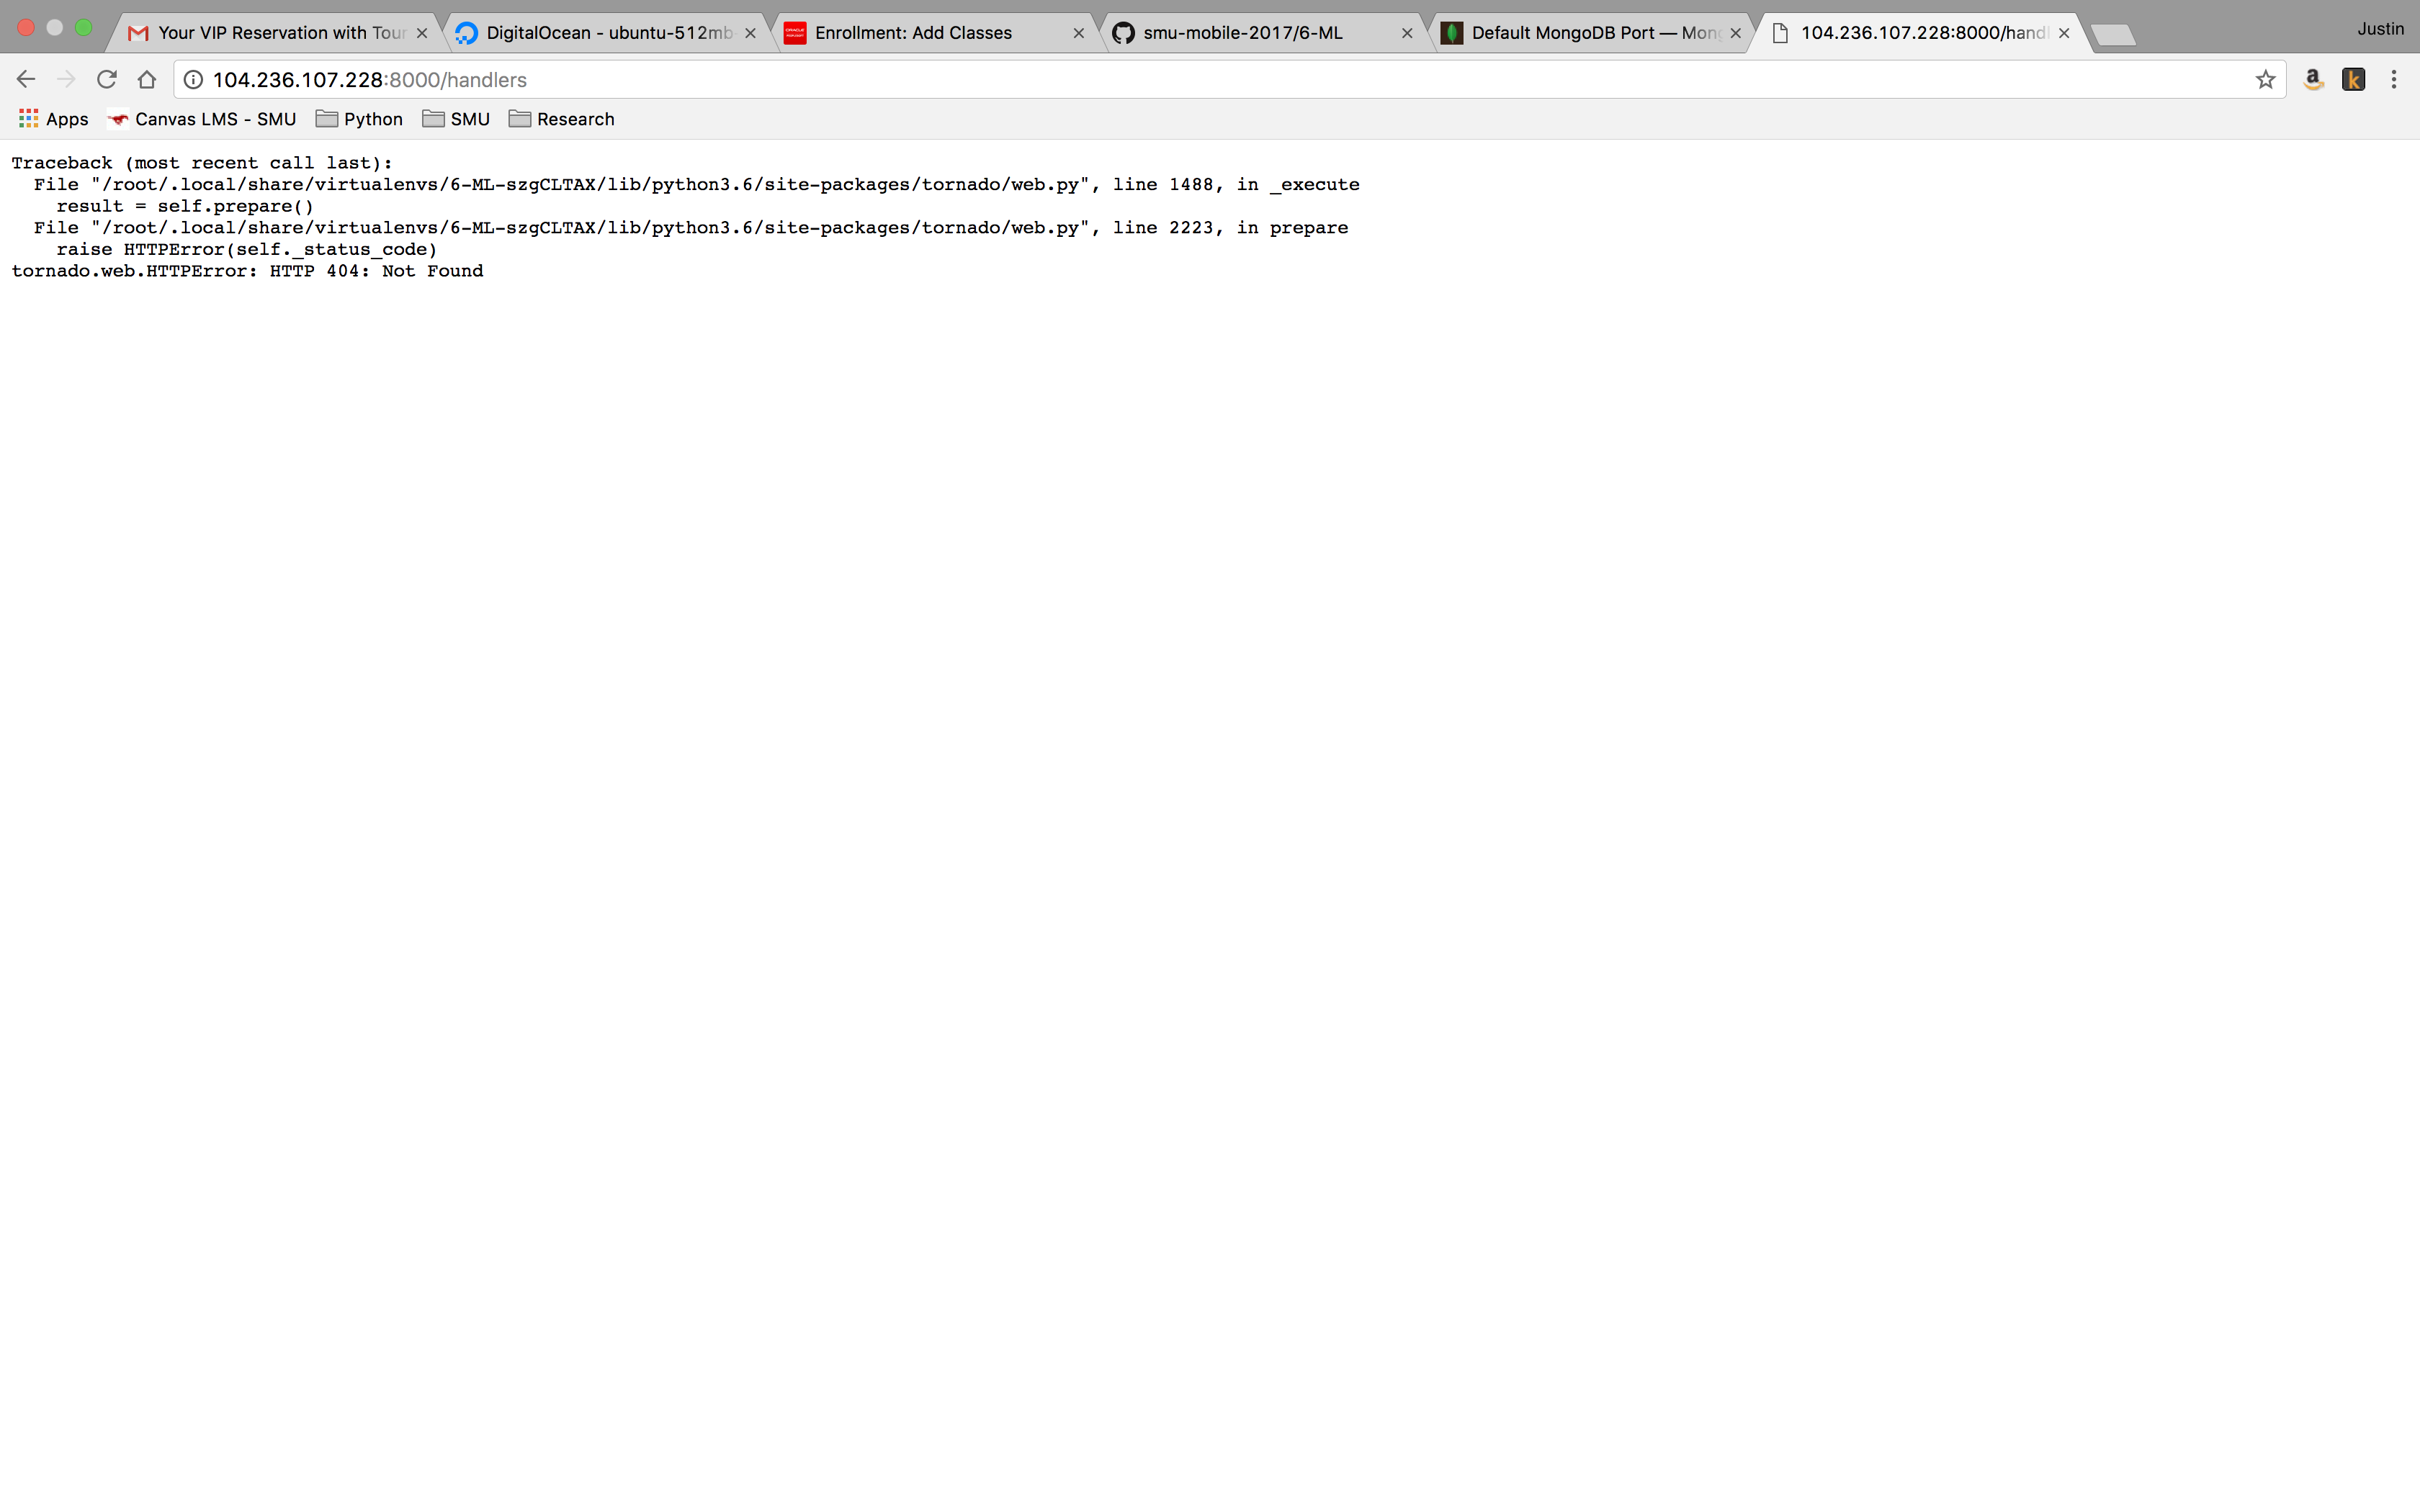 Your VIP Reservation with Tour
DigitalOcean - ubuntu-512mb-
Enrollment: Add Classes
smu-mobile-2017/6-ML
Default MongoDB Port — Mong
104.236.107.228:8000/handl
Justin
104.236.107.228:8000/handlers
Apps
Canvas LMS - SMU
Python
SMU
Research
Traceback (most recent call last):
  File "/root/.local/share/virtualenvs/6-ML-szgCLTAX/lib/python3.6/site-packages/tornado/web.py", line 1488, in _execute
    result = self.prepare()
  File "/root/.local/share/virtualenvs/6-ML-szgCLTAX/lib/python3.6/site-packages/tornado/web.py", line 2223, in prepare
    raise HTTPError(self._status_code)
tornado.web.HTTPError: HTTP 404: Not Found